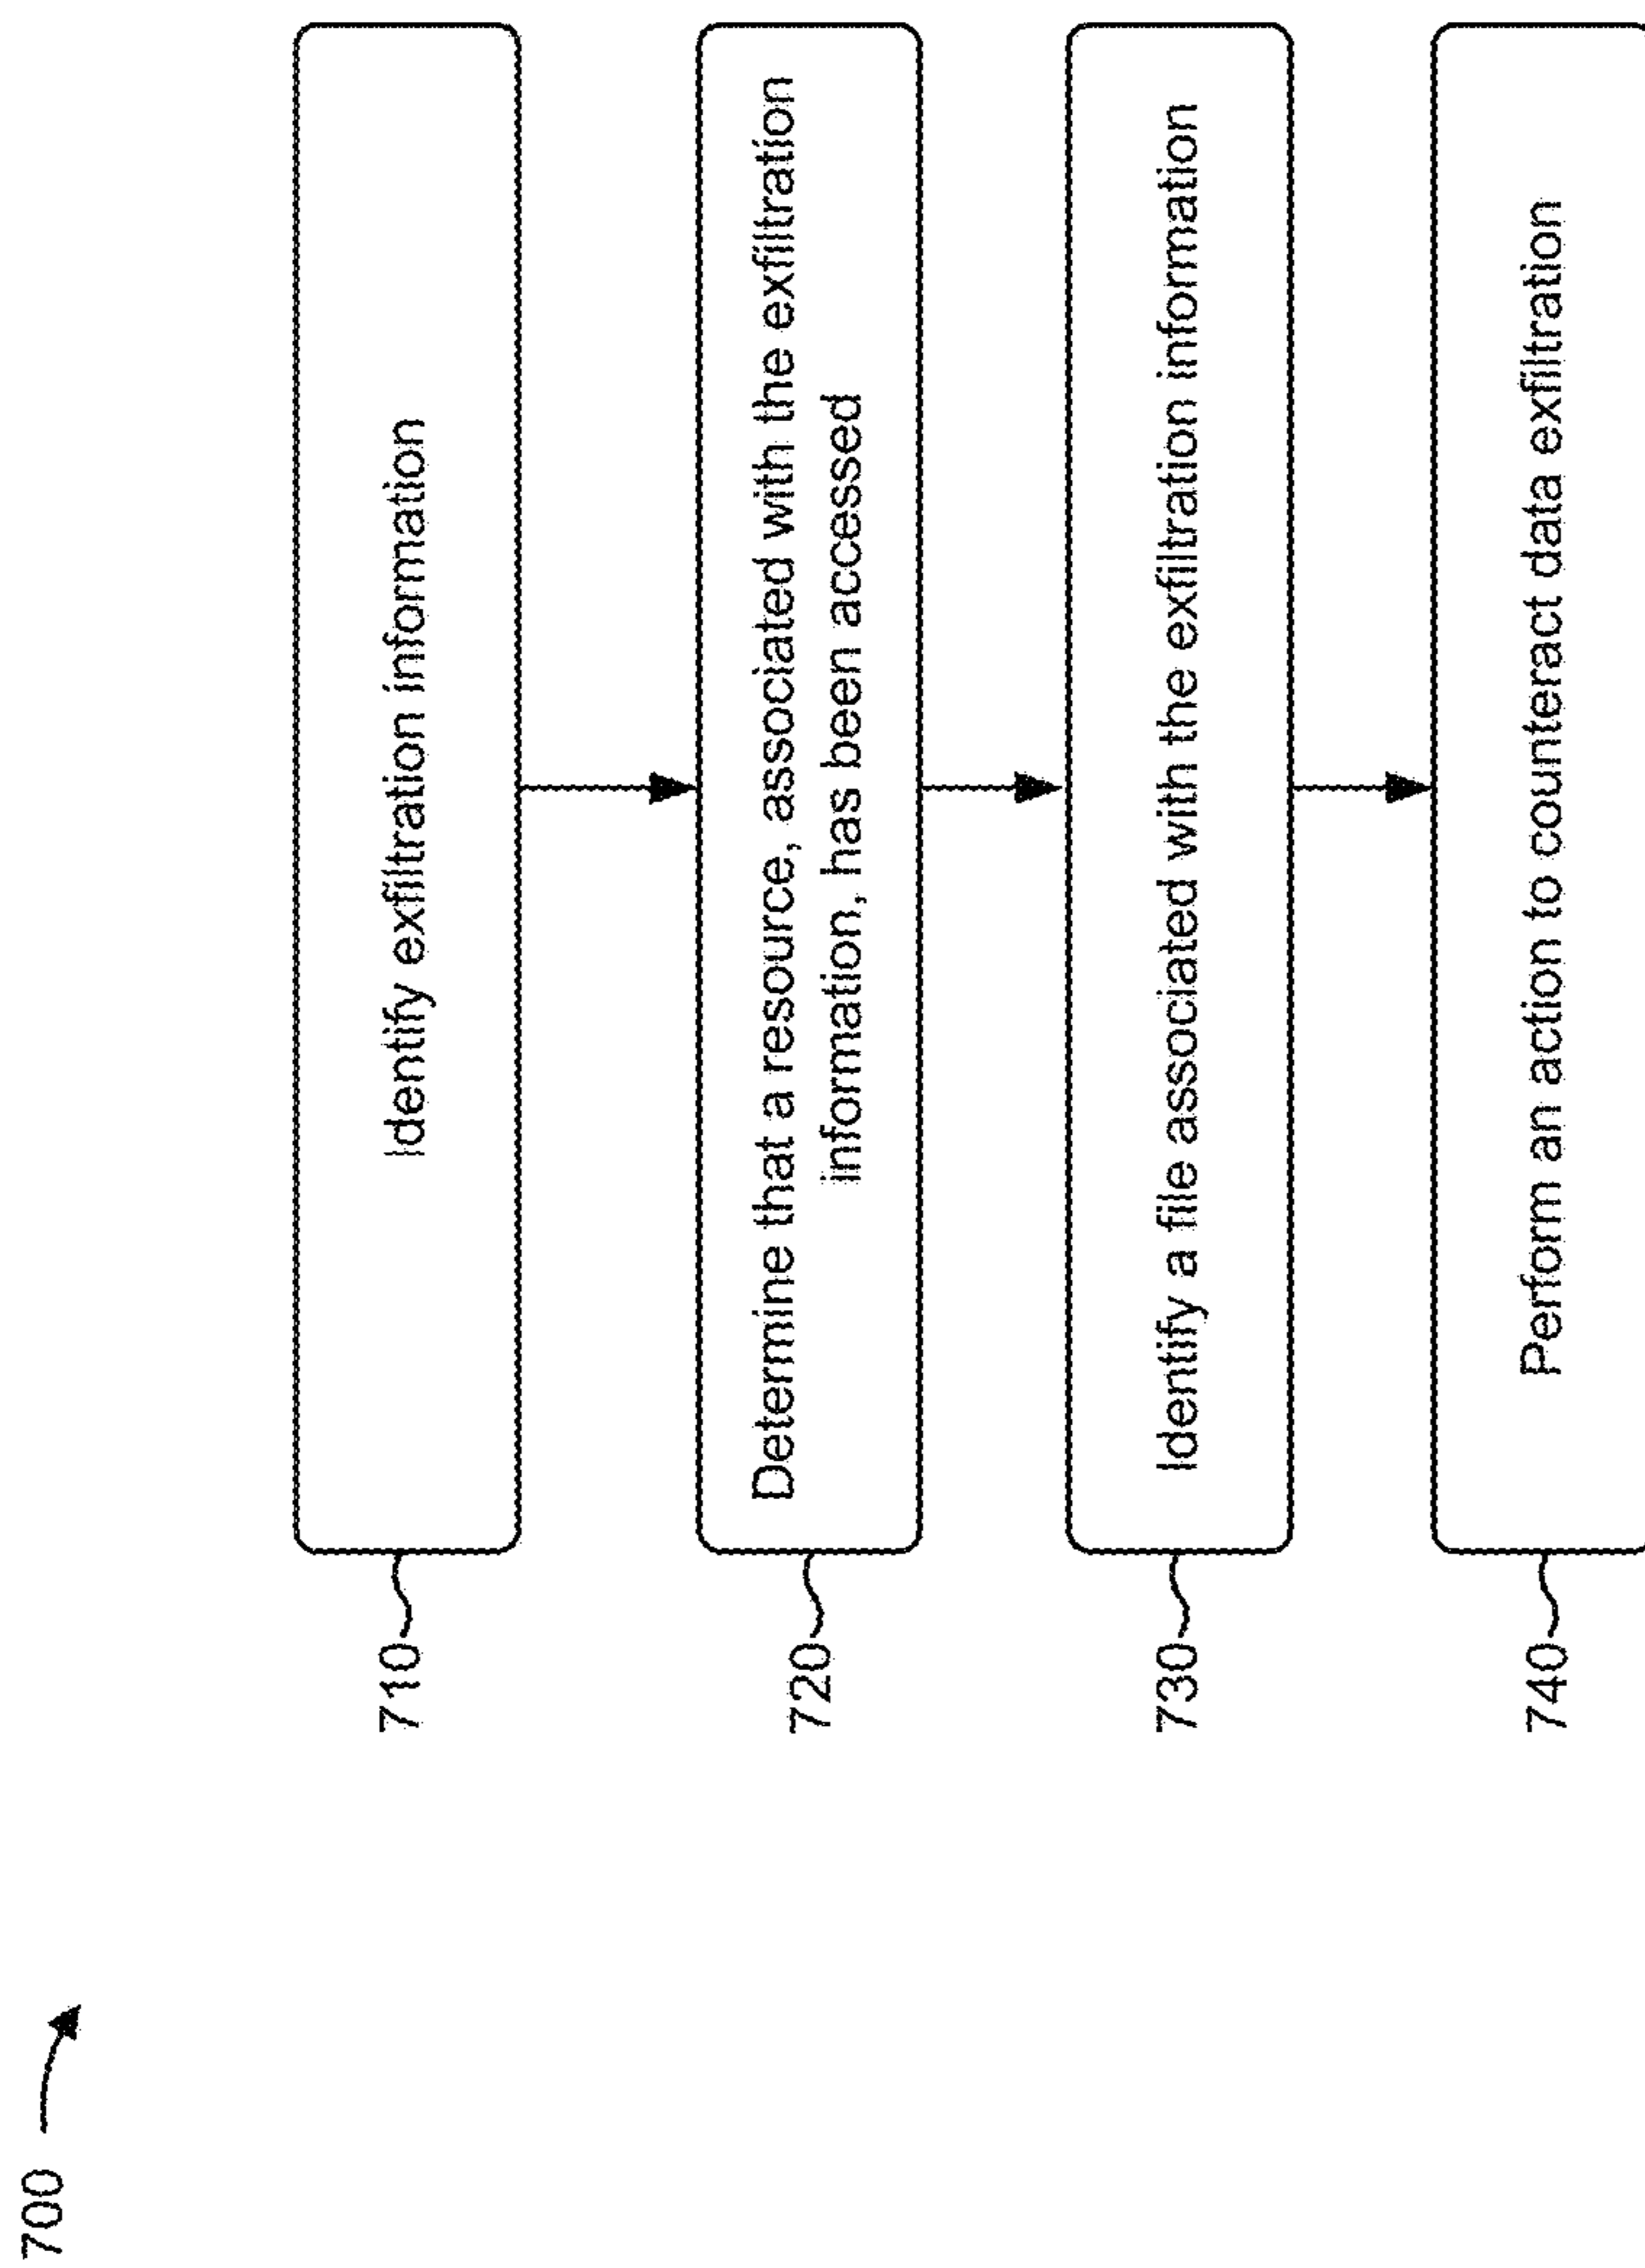 700
710
Identify exfiltration information
720
Determine that a resource, associated with the exfiltration
information, has been accessed
730
Identify a file associated with the exfiltration information
740
Perform an action to counteract data exfiltration